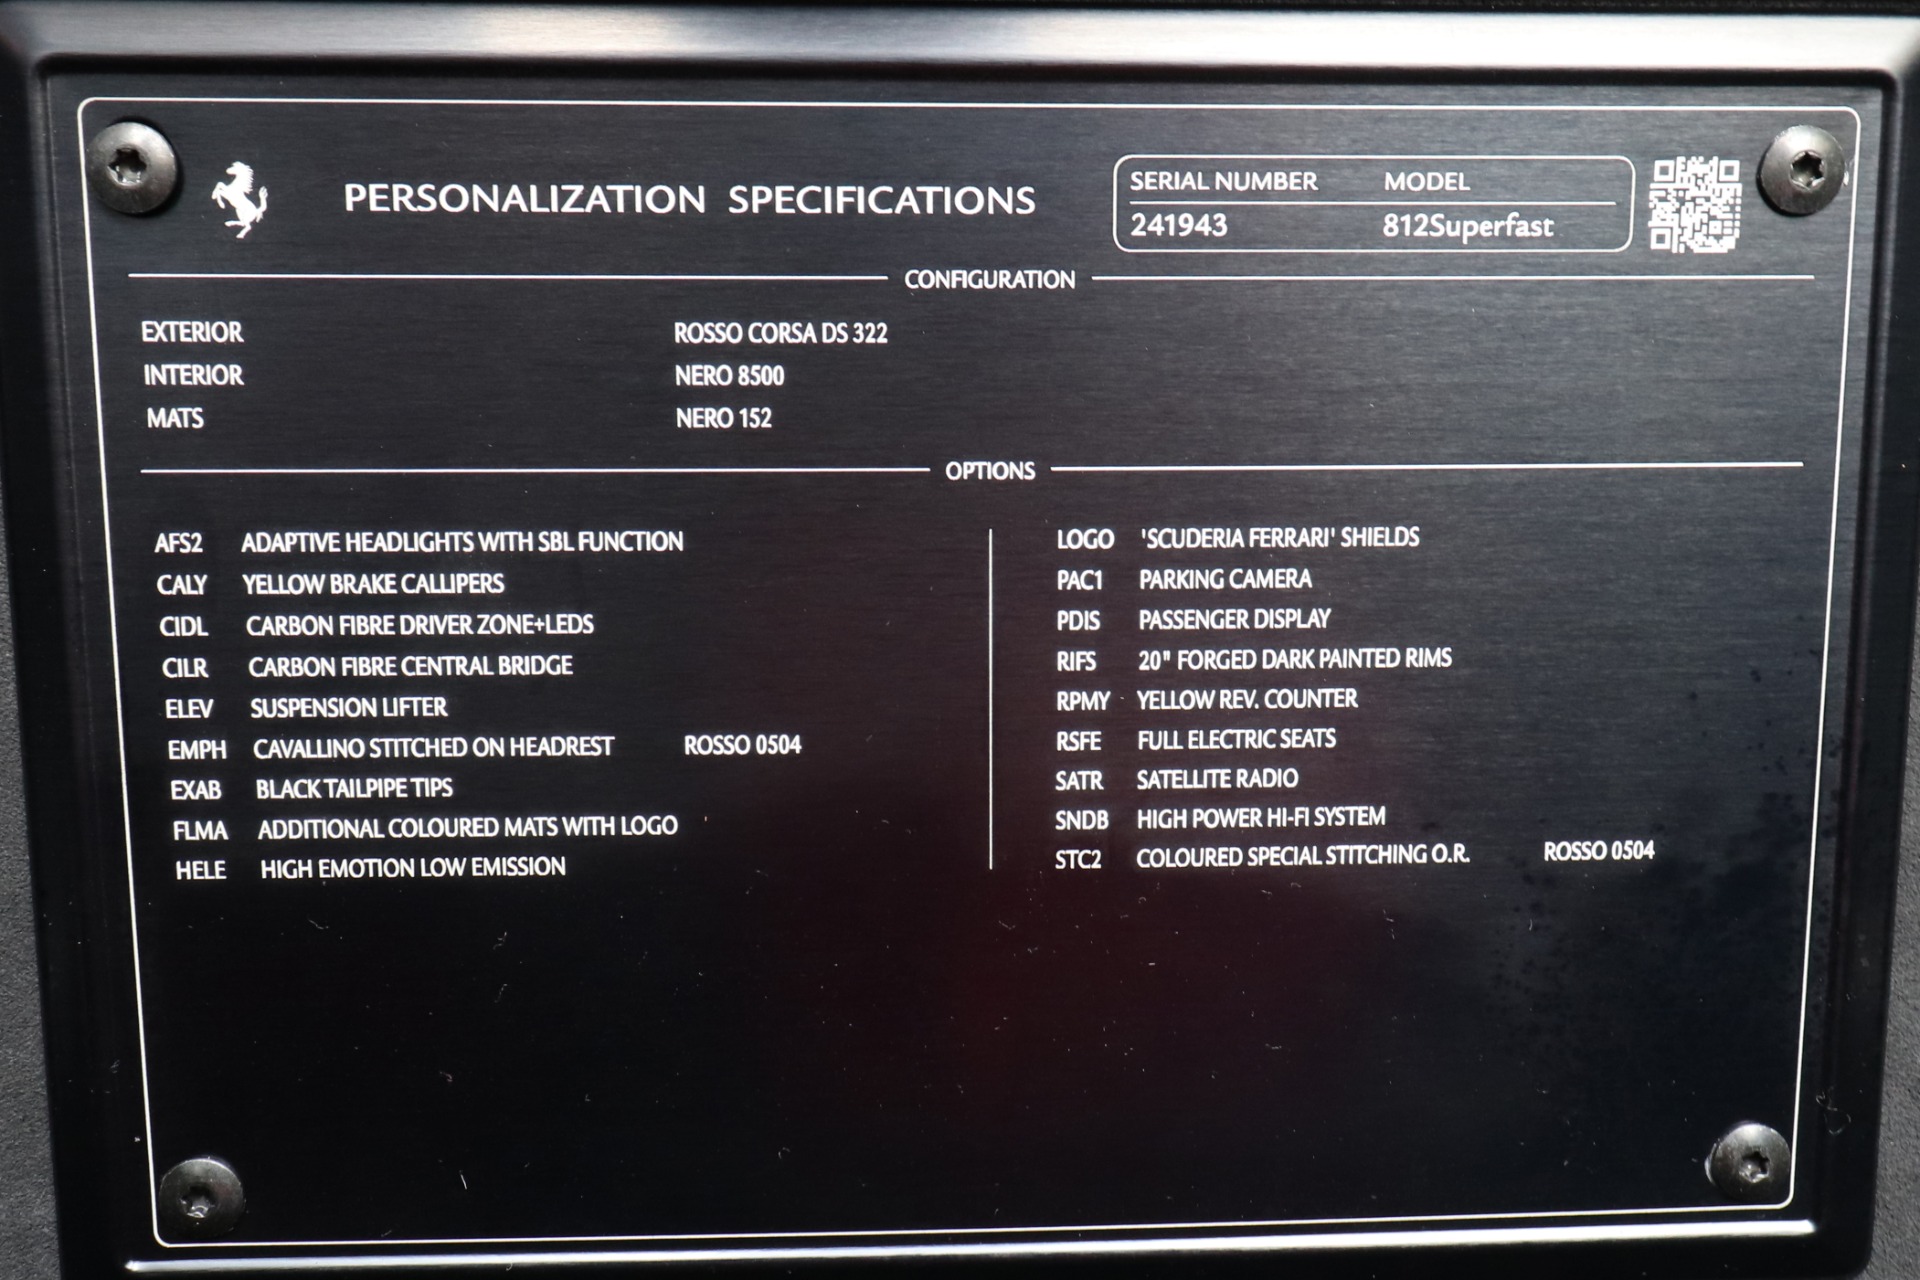 PERSONALIZATION SPECIFICATIONS
SERIAL NUMBER MODEL
241943 812Superfast
CONFIGURATION
EXTERIOR ROSSO CORSA DS 322
INTERIOR NERO 8500
MATS NERO 152
OPTIONS
AFS2 ADAPTIVE HEADLIGHTS WITH SBL FUNCTION
CALY YELLOW BRAKE CALLIPERS
CIDL CARBON FIBRE DRIVER ZONE+LEDS
CILR CARBON FIBRE CENTRAL BRIDGE
ELEV SUSPENSION LIFTER
EMPH CAVALLINO STITCHED ON HEADREST ROSSO 0504
EXAB BLACK TAILPIPE TIPS
FLMA ADDITIONAL COLOURED MATS WITH LOGO
HELE HIGH EMOTION LOW EMISSION
LOGO 'SCUDERIA FERRARI' SHIELDS
PAC1 PARKING CAMERA
PDIS PASSENGER DISPLAY
RIFS 20" FORGED DARK PAINTED RIMS
RPMY YELLOW REV. COUNTER
RSFE FULL ELECTRIC SEATS
SATR SATELLITE RADIO
SNDB HIGH POWER HI-FI SYSTEM
STC2 COLOURED SPECIAL STITCHING O.R. ROSSO 0504